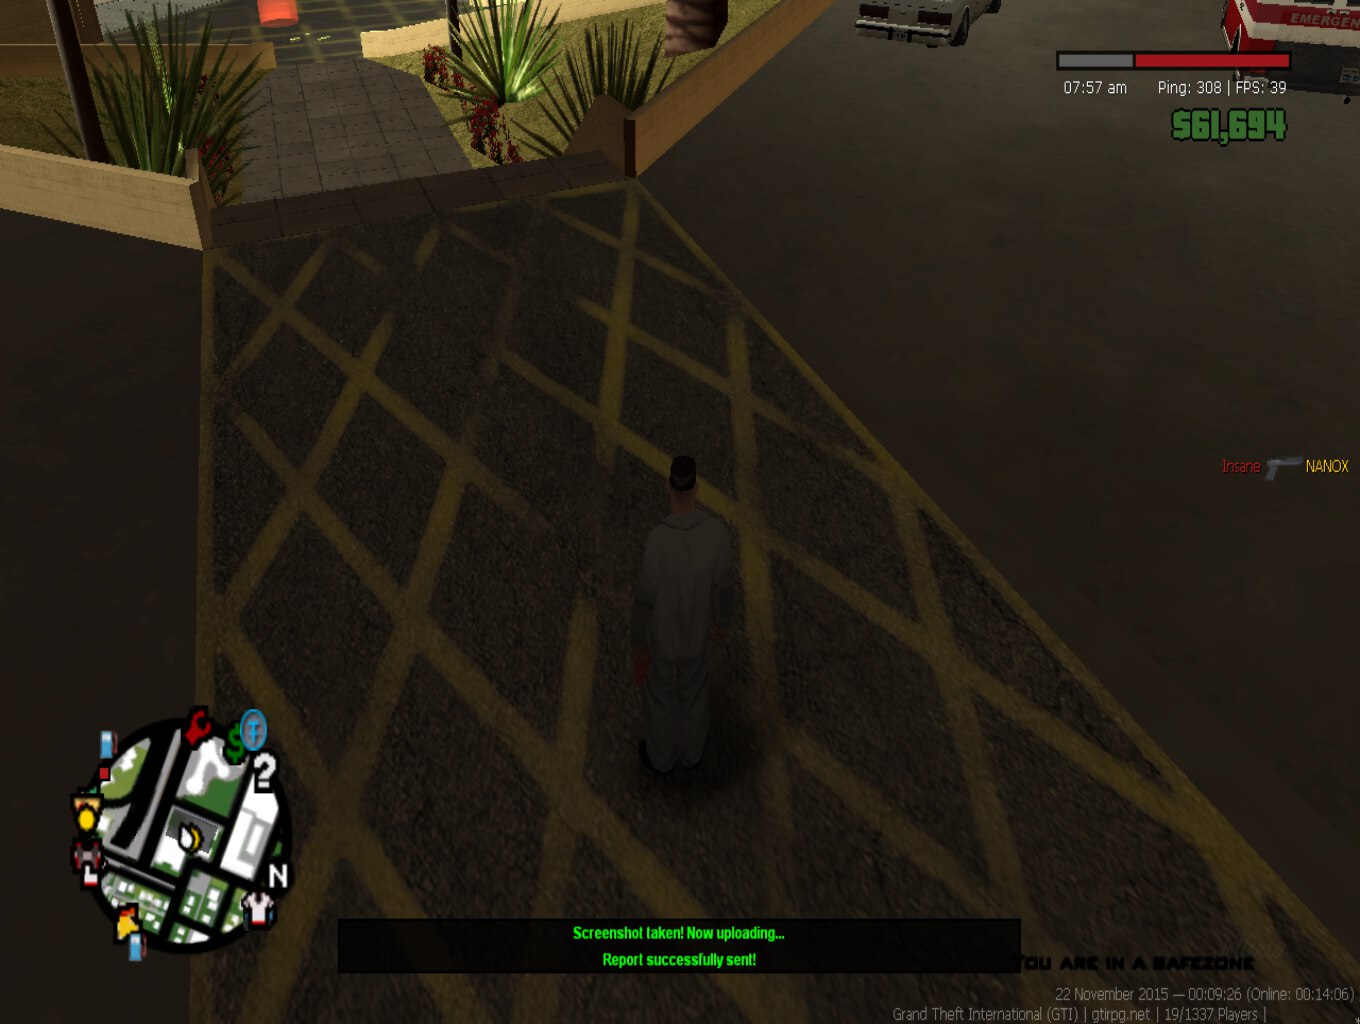 EMERGEN
07:57 am Ping: 308 | FPS: 39
$61,694
Insane NANOX
N
Screenshot taken! Now uploading...
Report successfully sent!
YOU ARE IN A SAFEZONE
22 November 2015 — 00:09:26 (Online: 00:14:06)
Grand Theft International (GTI) | gtirpg.net | 19/1337 Players |